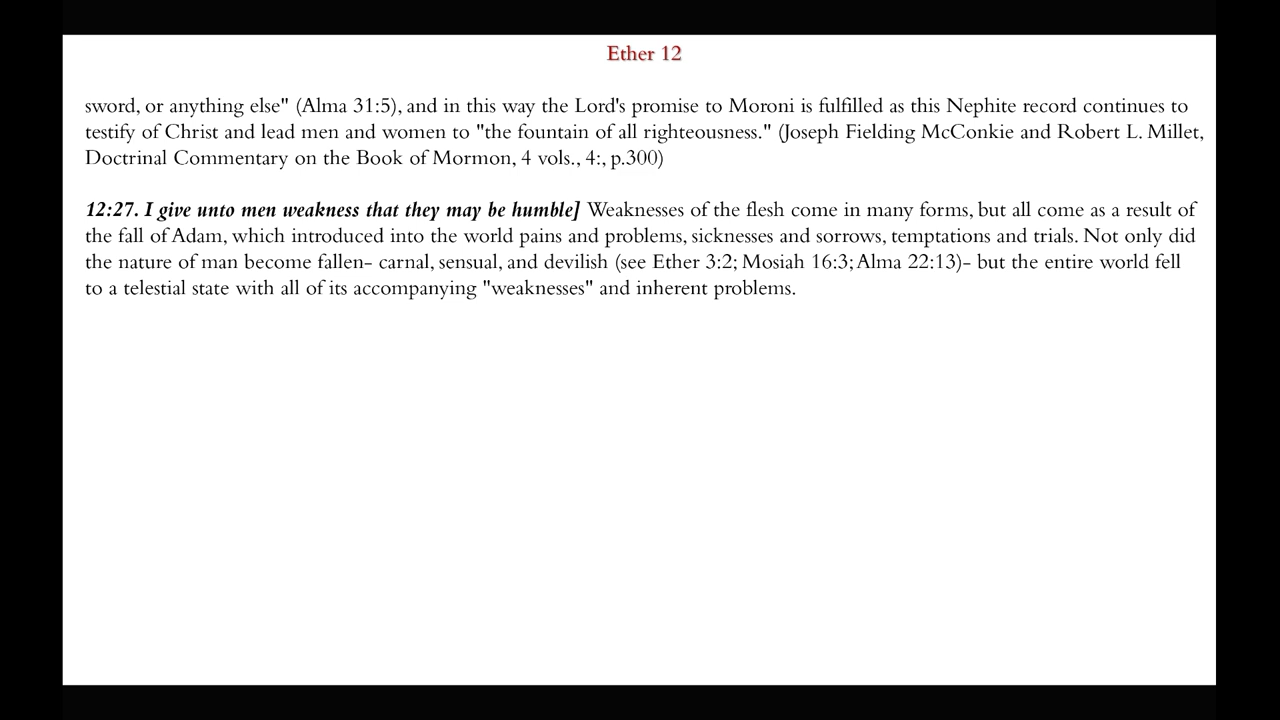 Ether 12
sword, or anything else" (Alma 31:5), and in this way the Lord's promise to Moroni is fulfilled as this Nephite record continues to
testify of Christ and lead men and women to "the fountain of all righteousness." (Joseph Fielding McConkie and Robert L. Millet,
Doctrinal Commentary on the Book of Mormon, 4 vols., 4:, p.300)
12:27. I give unto men weakness that they may be humble] Weaknesses of the flesh come in many forms, but all come as a result of
the fall of Adam, which introduced into the world pains and problems, sicknesses and sorrows, temptations and trials. Not only did
the nature of man become fallen- carnal, sensual, and devilish (see Ether 3:2; Mosiah 16:3; Alma 22:13)- but the entire world fell
to a telestial state with all of its accompanying "weaknesses" and inherent problems.